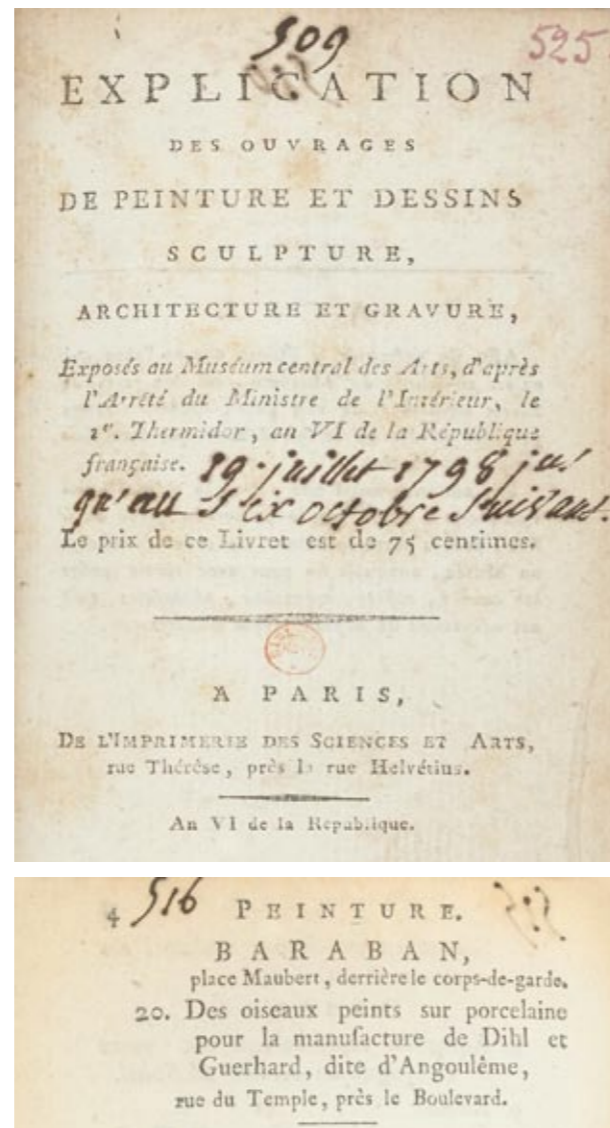 509
525
EXPLICATION
DES OUVRAGES
DE PEINTURE ET DESSINS
SCULPTURE,
ARCHITECTURE ET GRAVURE,
Exposés au Muséum central des Arts, d'après
l'Arrêté du Ministre de l'Intérieur, le
1er. Thermidor, an VI de la République
française. 19 juillet 1798 jus
qu'au Six octobre Suivant.
Le prix de ce Livret est de 75 centimes.
A PARIS,
DE L'IMPRIMERIE DES SCIENCES ET ARTS,
rue Thérèse, près la rue Helvétius.
An VI de la République.
4 516 PEINTURE.
BARABAN,
place Maubert, derrière le corps-de-garde.
20. Des oiseaux peints sur porcelaine
pour la manufacture de Dihl et
Guerhard, dite d'Angoulême,
rue du Temple, près le Boulevard.